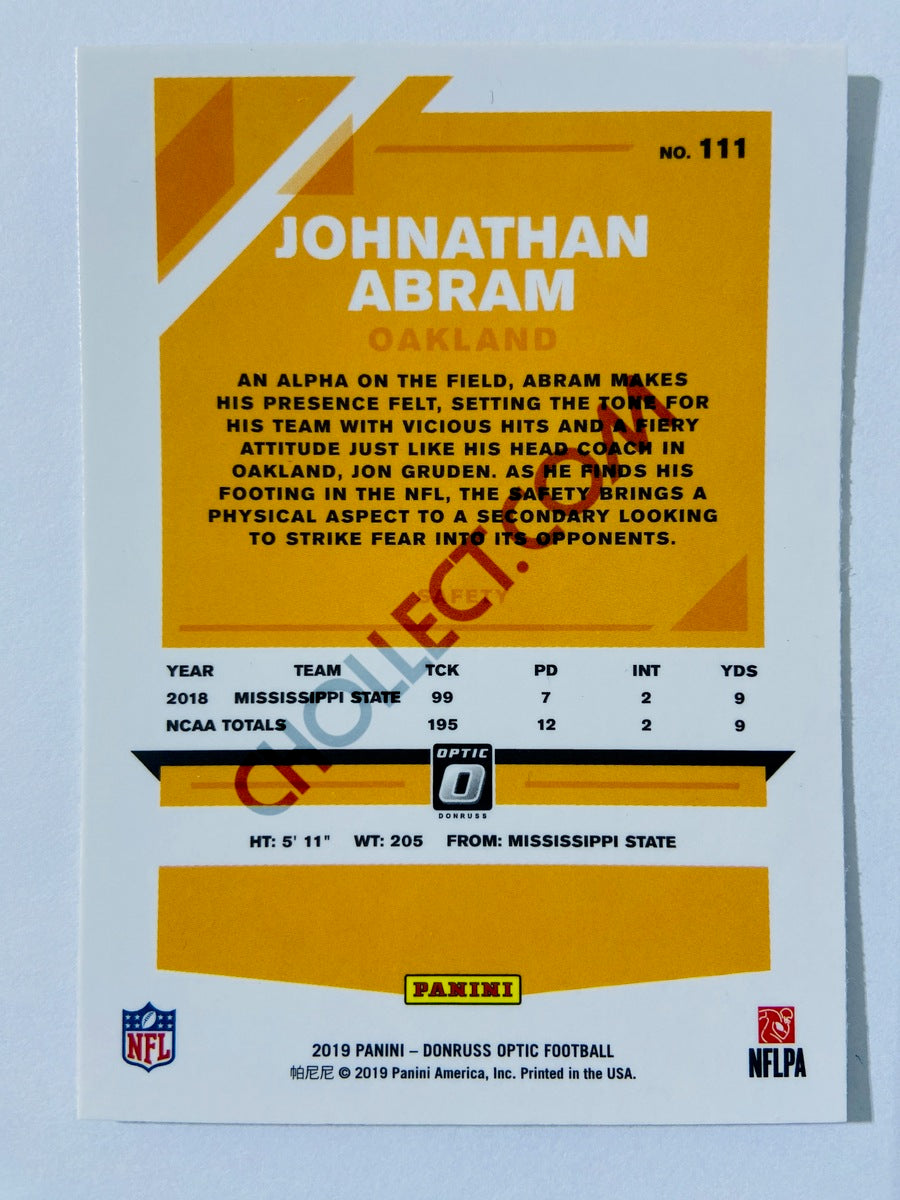 NO. 111
JOHNATHAN
ABRAM
OAKLAND
AN ALPHA ON THE FIELD, ABRAM MAKES
HIS PRESENCE FELT, SETTING THE TONE FOR
HIS TEAM WITH VICIOUS HITS AND A FIERY
ATTITUDE JUST LIKE HIS HEAD COACH IN
OAKLAND, JON GRUDEN. AS HE FINDS HIS
FOOTING IN THE NFL, THE SAFETY BRINGS A
PHYSICAL ASPECT TO A SECONDARY LOOKING
TO STRIKE FEAR INTO ITS OPPONENTS.
SAFETY
CHOLLECT.COM
YEAR TEAM TCK PD INT YDS
2018 MISSISSIPPI STATE 99 7 2 9
NCAA TOTALS 195 12 2 9
OPTIC
O
DONRUSS
HT: 5' 11" WT: 205 FROM: MISSISSIPPI STATE
PANINI
NFL
NFLPA
2019 PANINI – DONRUSS OPTIC FOOTBALL
帕尼尼 © 2019 Panini America, Inc. Printed in the USA.